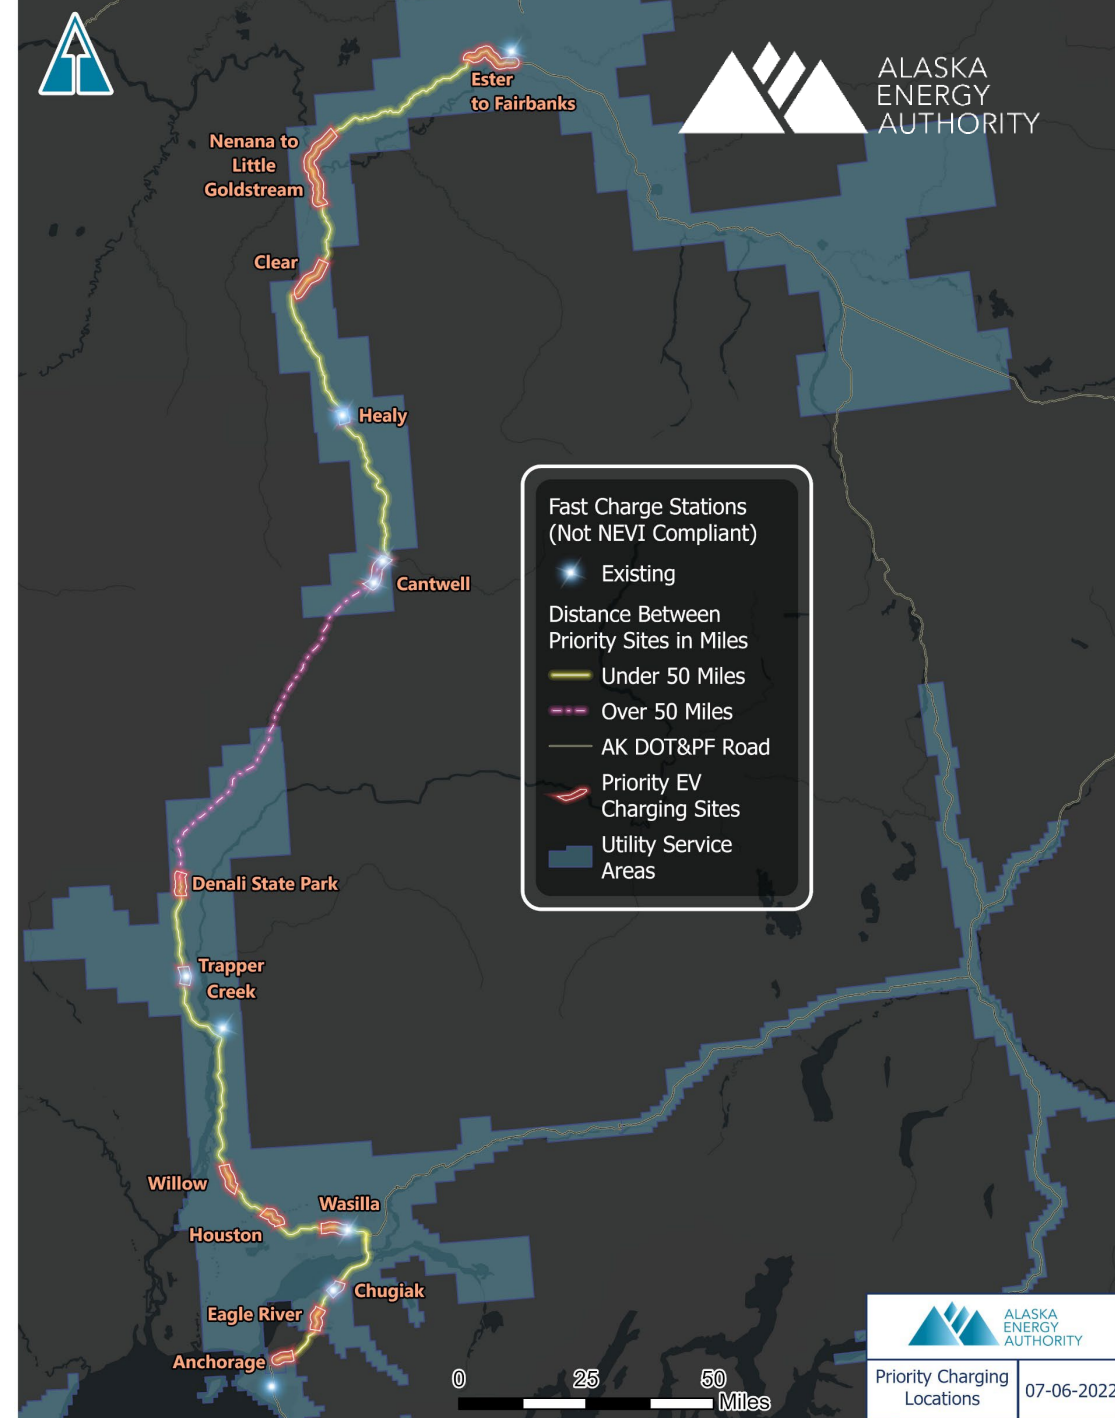 ALASKA
ENERGY
AUTHORITY
Ester
to Fairbanks
Nenana to
Little
Goldstream
Clear
Healy
Cantwell
Fast Charge Stations
(Not NEVI Compliant)
Existing
Distance Between
Priority Sites in Miles
Under 50 Miles
Over 50 Miles
AK DOT&PF Road
Priority EV
Charging Sites
Utility Service
Areas
Denali State Park
Trapper
Creek
Willow
Wasilla
Houston
Chugiak
Eagle River
Anchorage
0 25 50
Miles
ALASKA
ENERGY
AUTHORITY
Priority Charging
Locations
07-06-2022